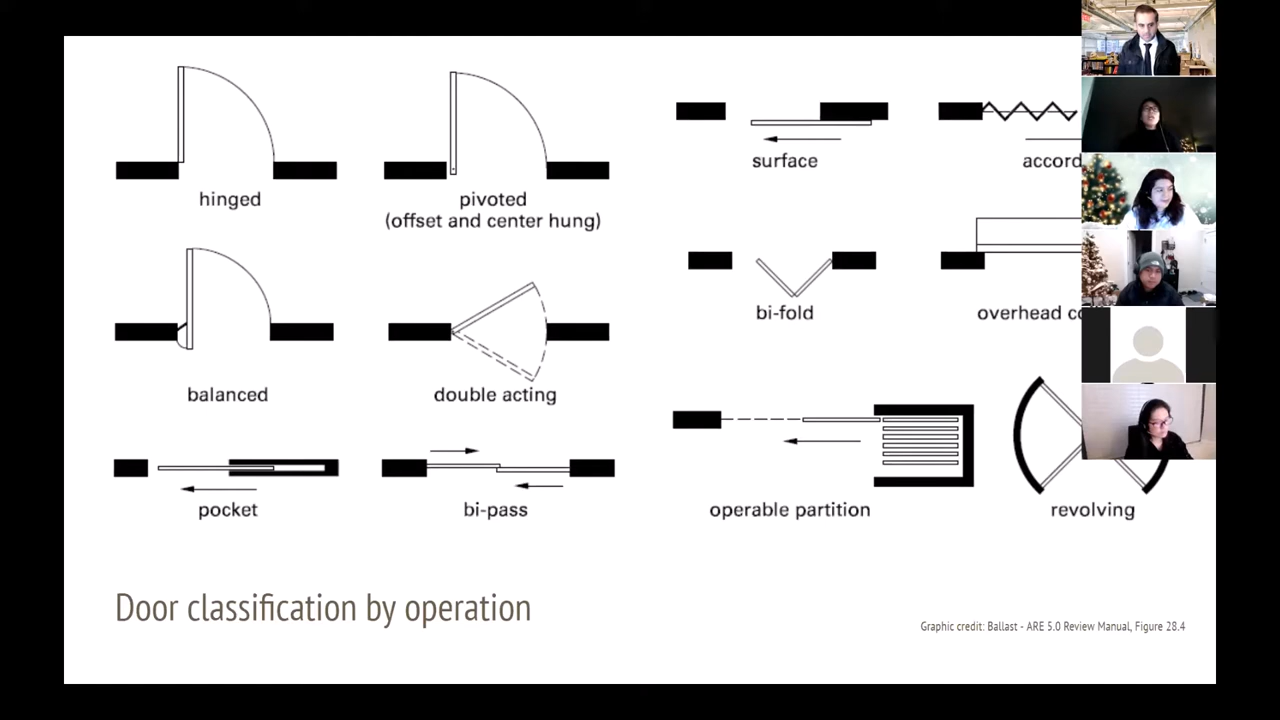 hinged
pivoted
(offset and center hung)
surface
accord
balanced
double acting
bi-fold
overhead co
pocket
bi-pass
operable partition
revolving
Door classification by operation
Graphic credit: Ballast - ARE 5.0 Review Manual, Figure 28.4